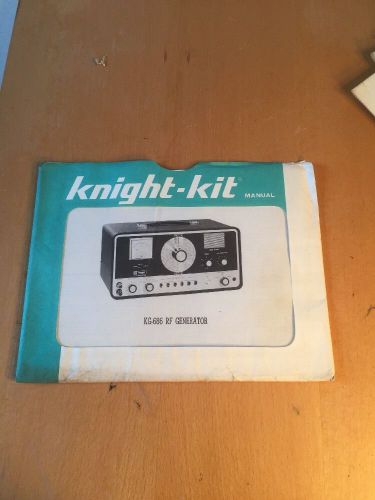 knight-kit®
MANUAL
KG-686 RF GENERATOR